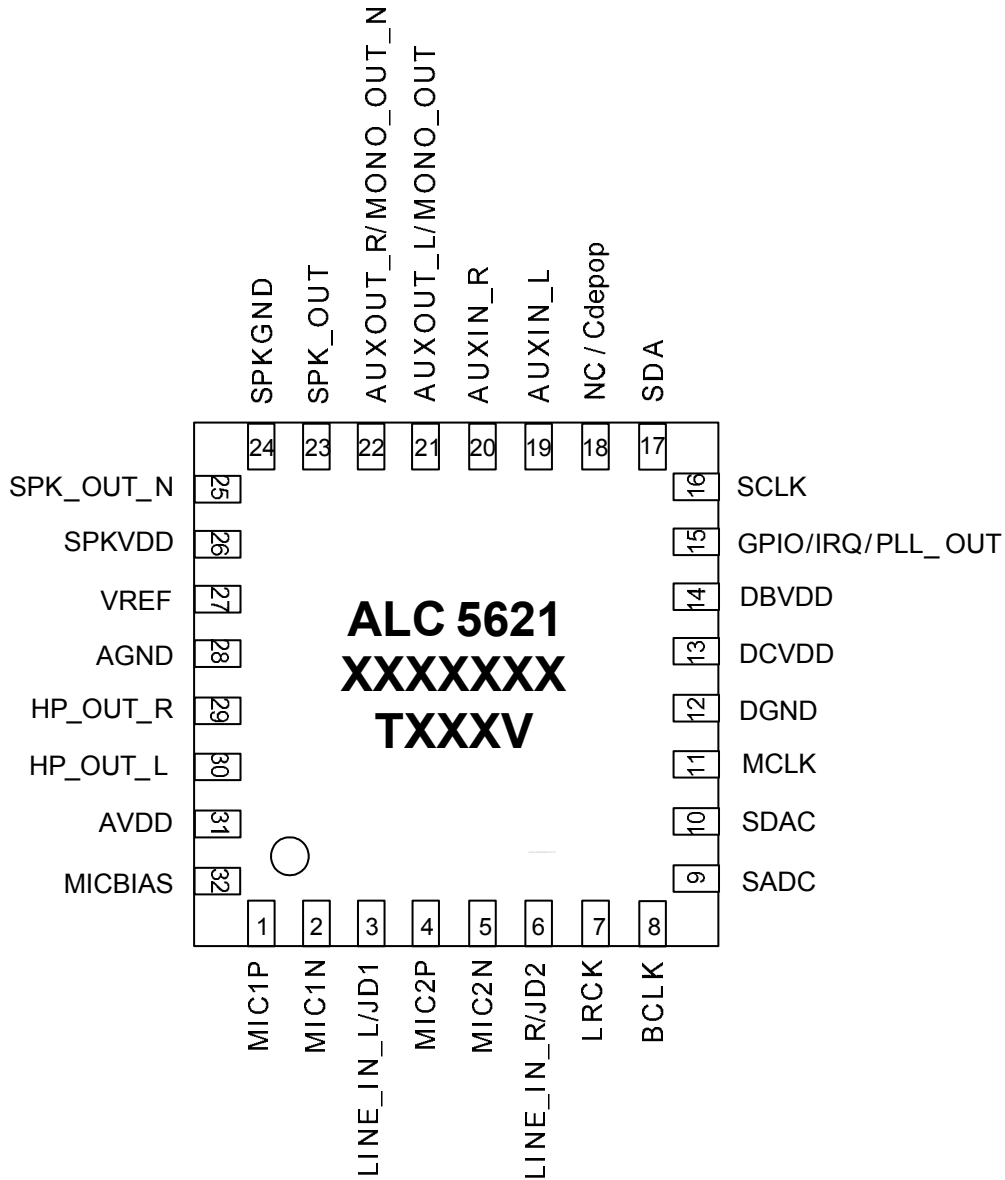 SPKGND
SPK_OUT
AUXOUT_R/MONO_OUT_N
AUXOUT_L/MONO_OUT
AUXIN_R
AUXIN_L
NC / Cdepop
SDA
24
23
22
21
20
19
18
17
SPK_OUT_N
25
SPKVDD
26
VREF
27
AGND
28
HP_OUT_R
29
HP_OUT_L
30
AVDD
31
MICBIAS
32
ALC 5621
XXXXXXX
TXXXV
16
SCLK
15
GPIO/IRQ/PLL_OUT
14
DBVDD
13
DCVDD
12
DGND
11
MCLK
10
SDAC
9
SADC
1
2
3
4
5
6
7
8
MIC1P
MIC1N
LINE_IN_L/JD1
MIC2P
MIC2N
LINE_IN_R/JD2
LRCK
BCLK